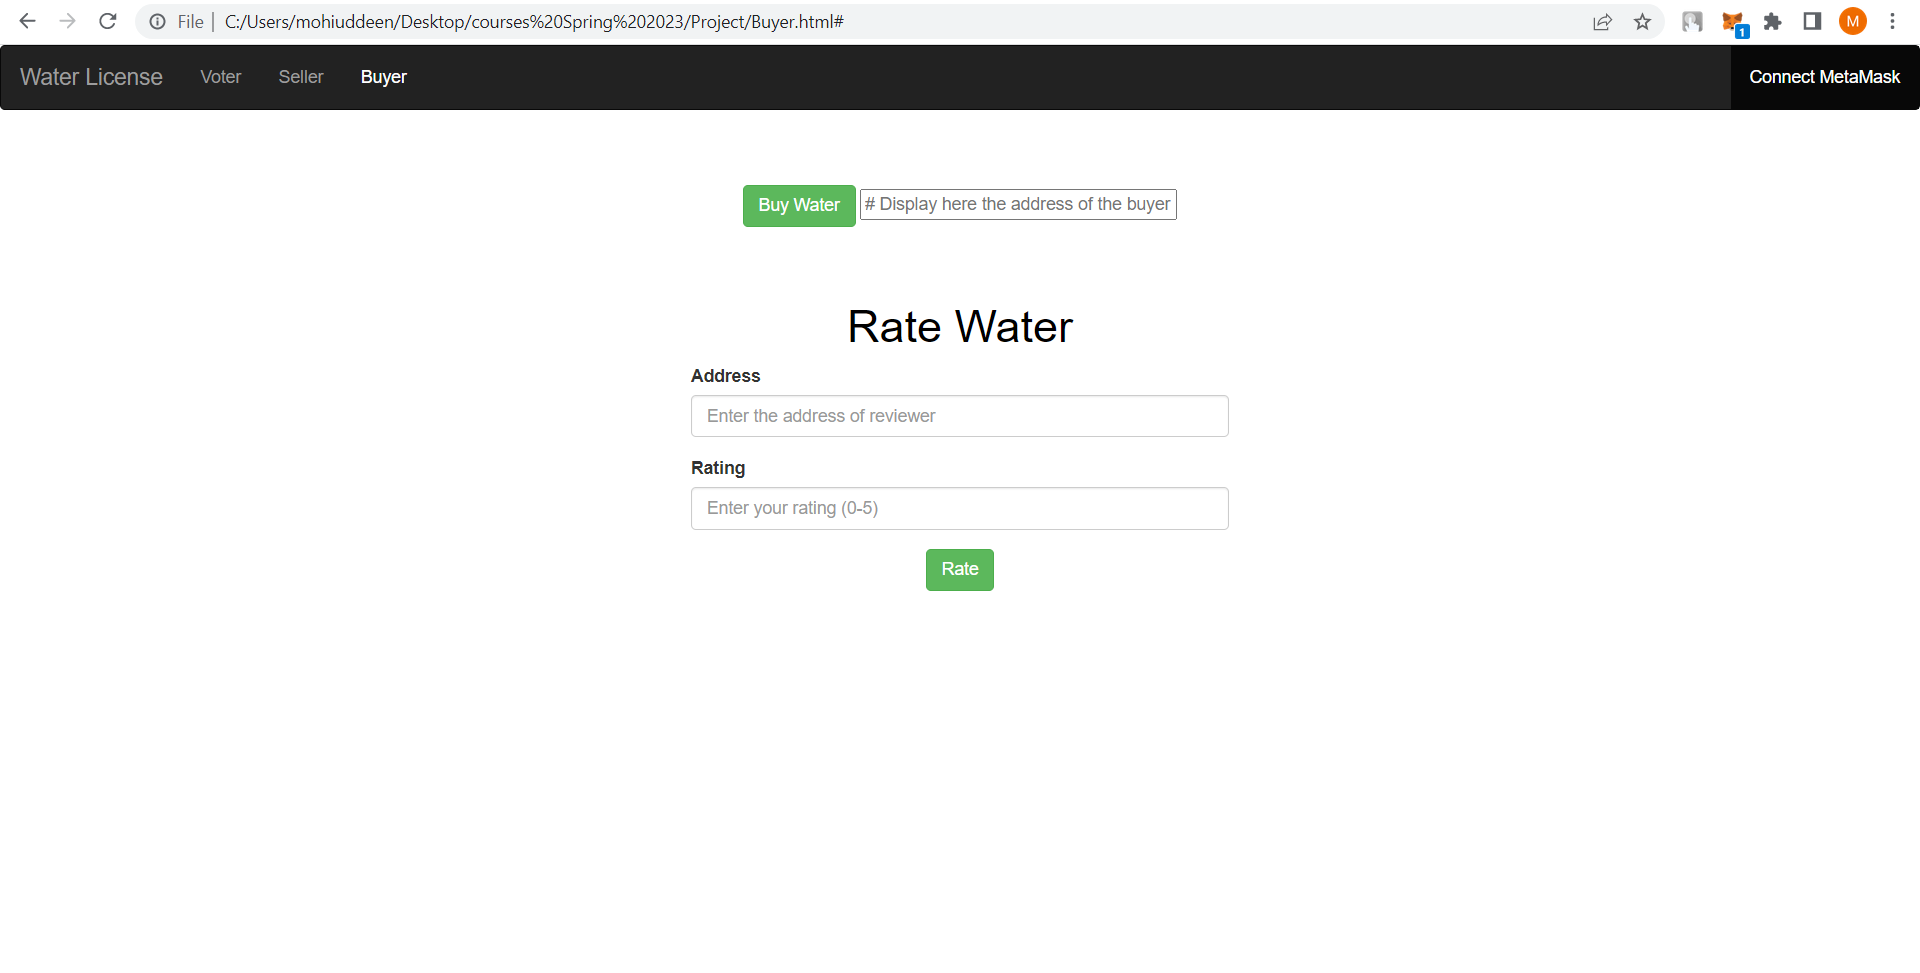 File | C:/Users/mohiuddeen/Desktop/courses%20Spring%202023/Project/Buyer.html#
1
M
Water License Voter Seller Buyer Connect MetaMask
Buy Water # Display here the address of the buyer
Rate Water
Address
Enter the address of reviewer
Rating
Enter your rating (0-5)
Rate